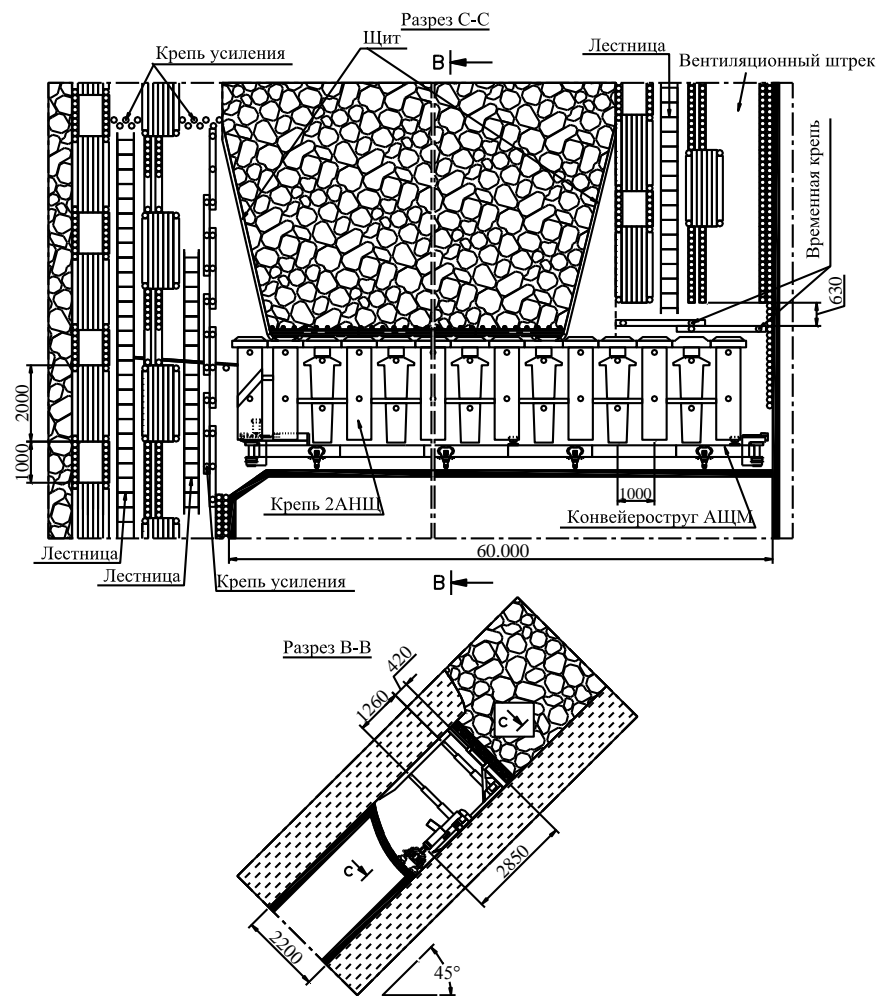 Разрез С-С
Щит
Крепь усиления
В
Лестница
Вентиляционный штрек
Временная крепь
630
2000
1000
1000
Крепь 2АНЩ
Конвейероструг АЩМ
Лестница
Лестница
Крепь усиления
60.000
В
Разрез В-В
420
1260
С
С
2850
2200
45°